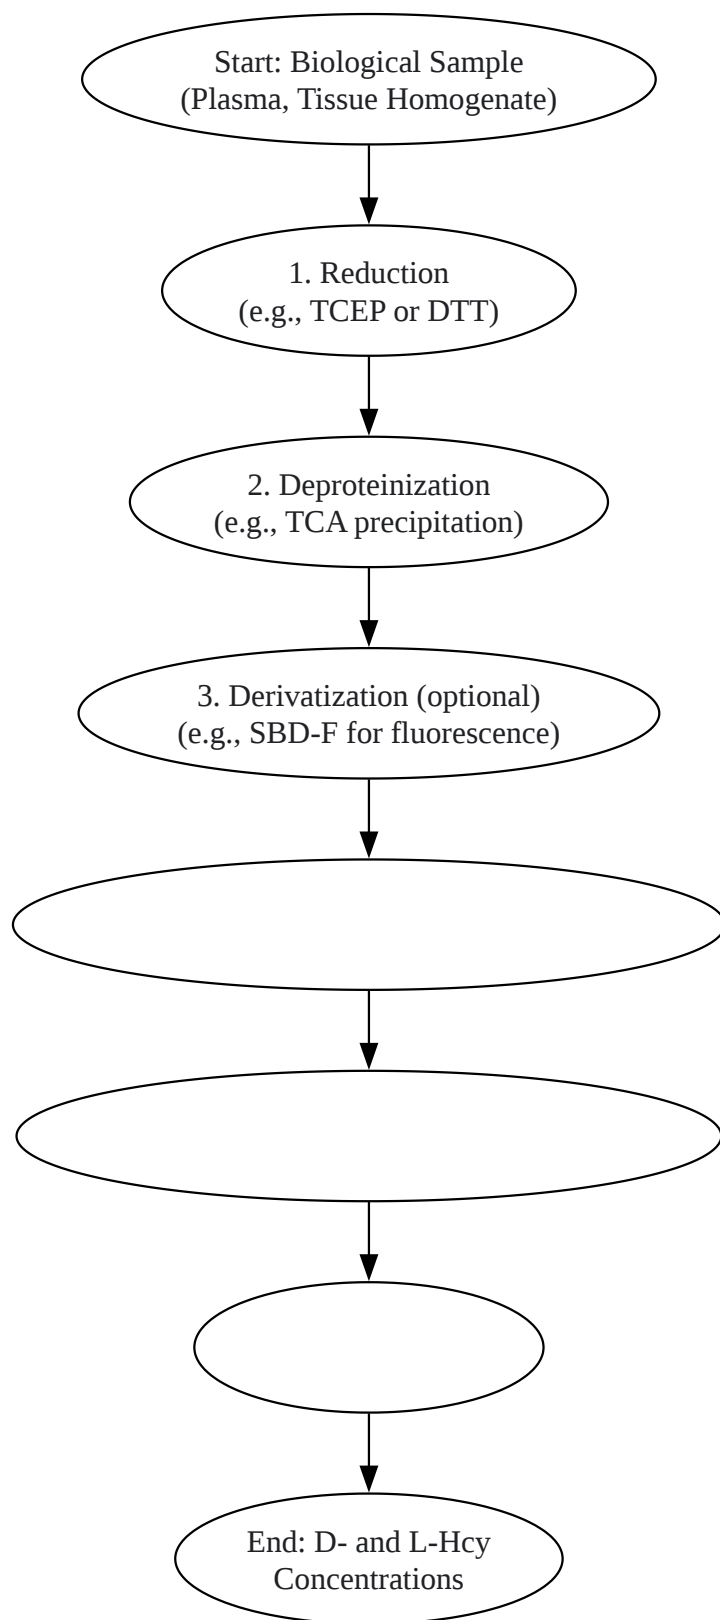 Start: Biological Sample
(Plasma, Tissue Homogenate)
1. Reduction
(e.g., TCEP or DTT)
2. Deproteinization
(e.g., TCA precipitation)
3. Derivatization (optional)
(e.g., SBD-F for fluorescence)
End: D- and L-Hcy
Concentrations